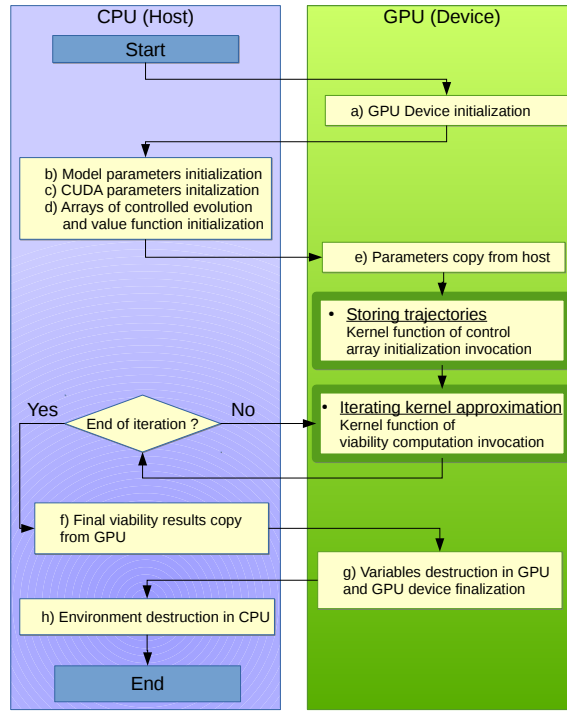 CPU (Host)
GPU (Device)
Start
a) GPU Device initialization
b) Model parameters initialization
c) CUDA parameters initalization
d) Arrays of controlled evolution
and value function initialization
e) Parameters copy from host
• Storing trajectories
Kernel function of control
array initialization invocation
Yes
End of iteration ?
No
• Iterating kernel approximation
Kernel function of
viability computation invocation
f) Final viability results copy
from GPU
g) Variables destruction in GPU
and GPU device finalization
h) Environment destruction in CPU
End